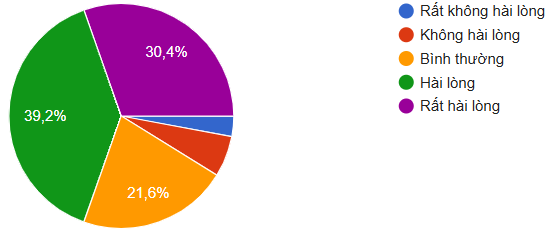 30,4%
39,2%
21,6%
Rất không hài lòng
Không hài lòng
Bình thường
Hài lòng
Rất hài lòng